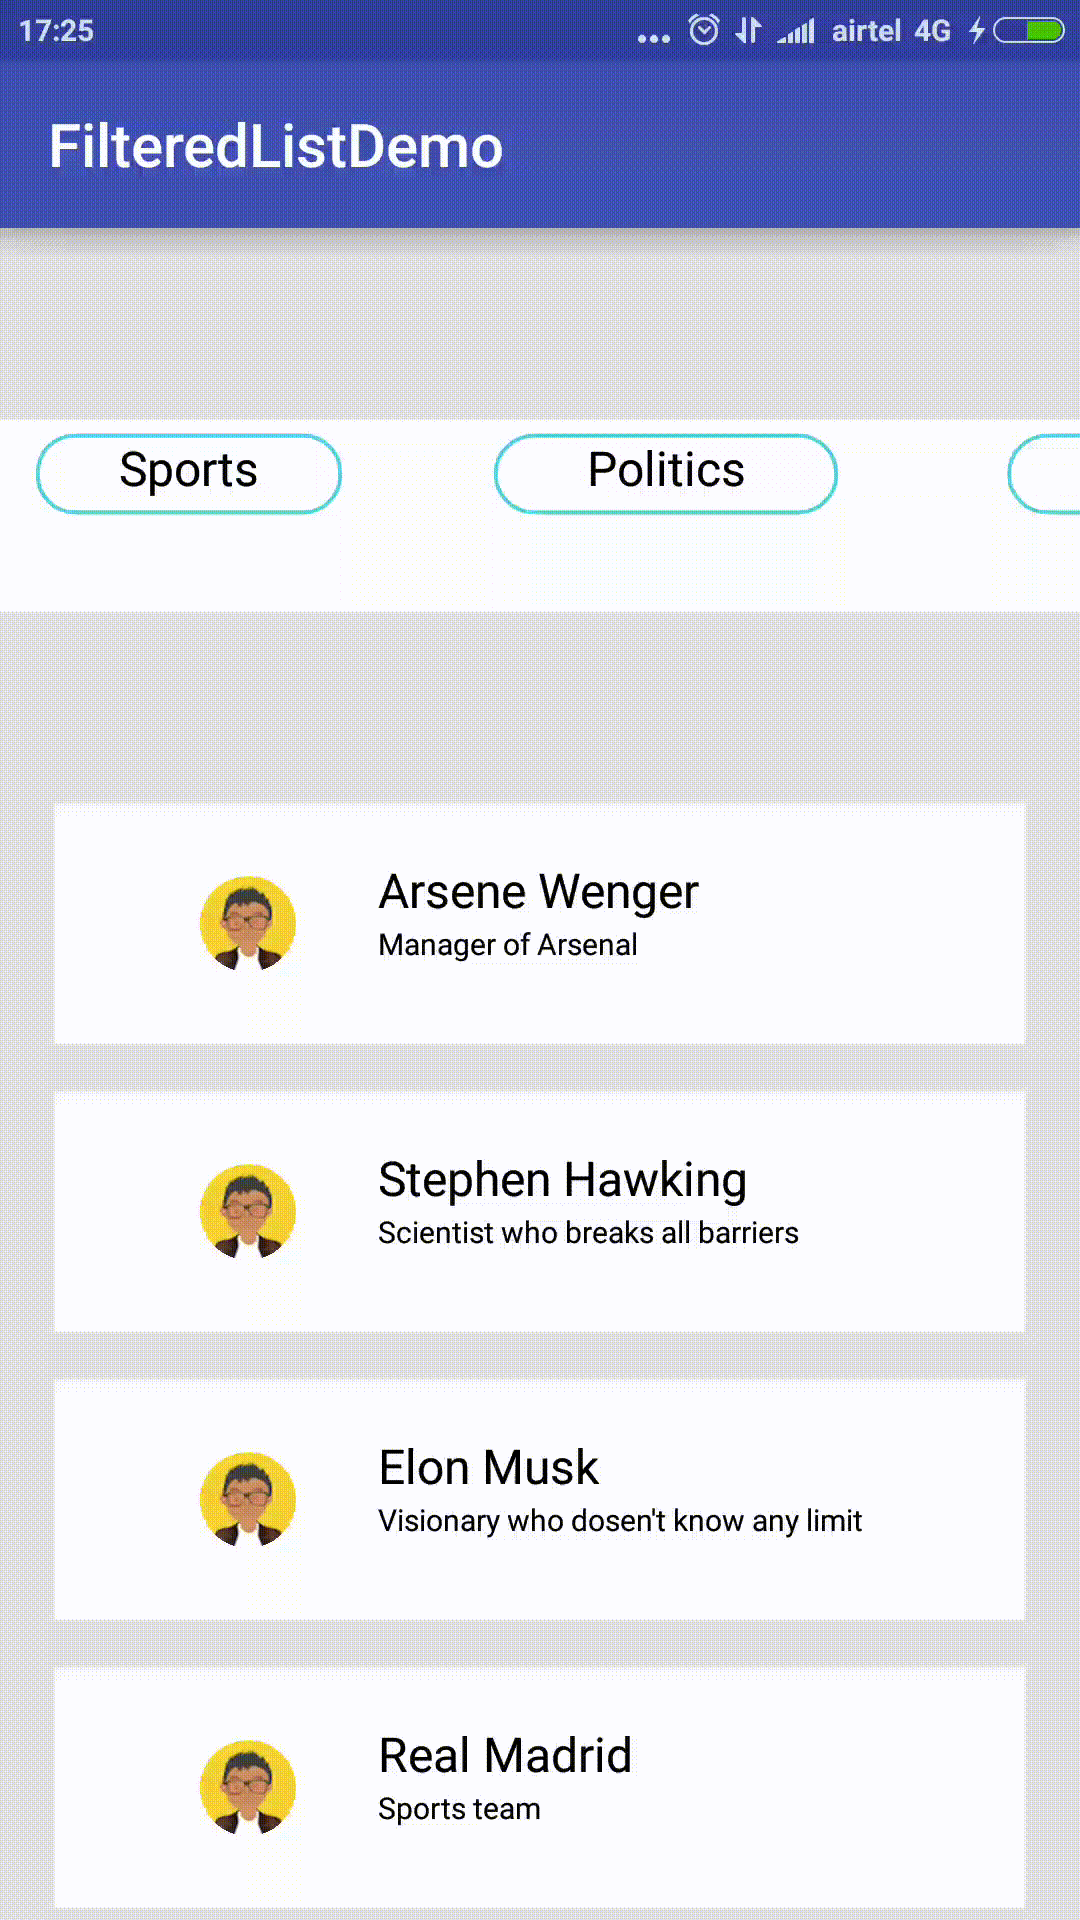 17:25 ... airtel 4G
FilteredListDemo
Sports Politics
Arsene Wenger
Manager of Arsenal
Stephen Hawking
Scientist who breaks all barriers
Elon Musk
Visionary who dosen't know any limit
Real Madrid
Sports team